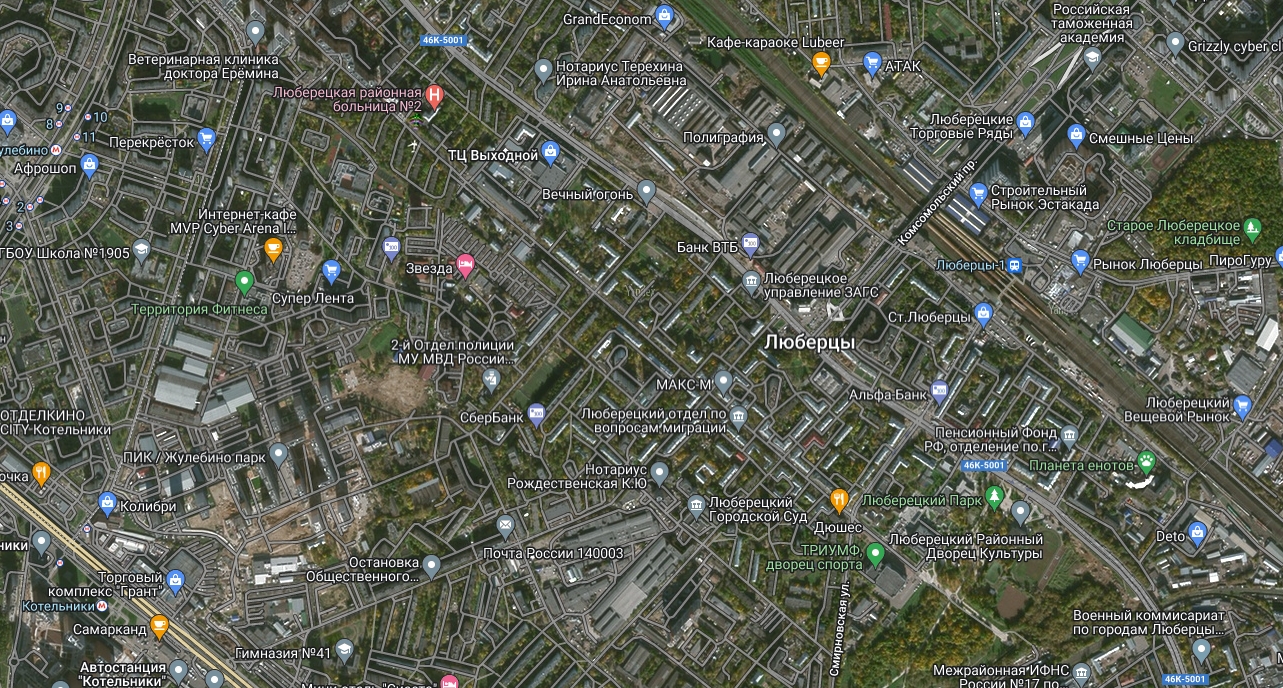 GrandEconom
Российская
таможенная
академия
46К-5001
Кафе-караоке Lubeer
Grizzly cyber cl
Ветеринарная клиника
доктора Ерёмина
Нотариус Терехина
Ирина Анатольевна
АТАК
Люберецкая районная
больница №2
9
8
10
11
Люберецкие
Торговые Ряды
Смешные Цены
Перекрёсток
Полиграфия
улебино
Афрошоп
ТЦ Выходной
Комсомольский пр.
Вечный огонь
Строительный
Рынок Эстакада
2
3
Интернет-кафе
MVP Cyber Arena I...
Старое Люберецкое
кладбище
ГБОУ Школа №1905
Банк ВТБ
Звезда
Люберцы-1
Рынок Люберцы
ПироГуру
Супер Лента
Люберецкое
управление ЗАГС
Территория Фитнеса
Ст.Люберцы
Люберцы
2-й Отдел полиции
МУ МВД России...
МАКС-М
Альфа-Банк
Люберецкий
Вещевой Рынок
ОТДЕЛКИНО
CITY-Котельники
СберБанк
Люберецкий отдел по
вопросам миграции
Пенсионный Фонд
РФ, отделение по г...
ПИК / Жулебино парк
46К-5001
Планета енотов
очка
Нотариус
Рождественская К.Ю
Колибри
Люберецкий
Городской Суд
Дюшес
Люберецкий Парк
Люберецкий Районный
Дворец Культуры
Deto
ники
Почта России 140003
Остановка
Общественного...
ТРИУМФ,
дворец спорта
Торговый
комплекс "Грант"
Котельники
Самарканд
Смирновская ул.
Военный комиссариат
по городам Люберцы...
Гимназия №41
Автостанция
"Котельники"
Межрайонная ИФНС
России №17 по
46К-5001